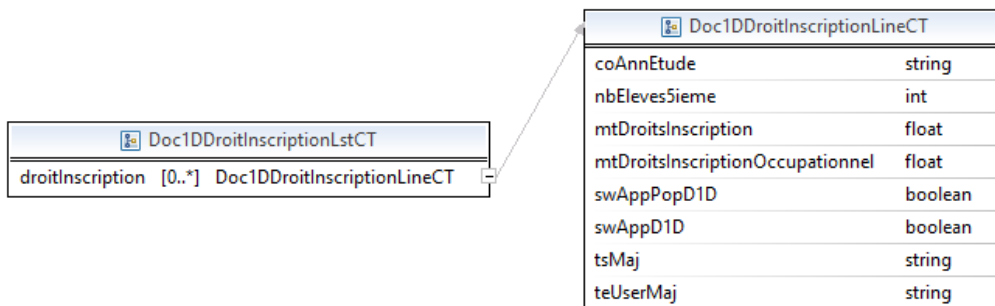 Doc1DDroitInscriptionLstCT
droitInscription [0..*] Doc1DDroitInscriptionLineCT
Doc1DDroitInscriptionLineCT
coAnnEtude string
nbEleves5ieme int
mtDroitsInscription float
mtDroitsInscriptionOccupationnel float
swAppPopD1D boolean
swAppD1D boolean
tsMaj string
teUserMaj string